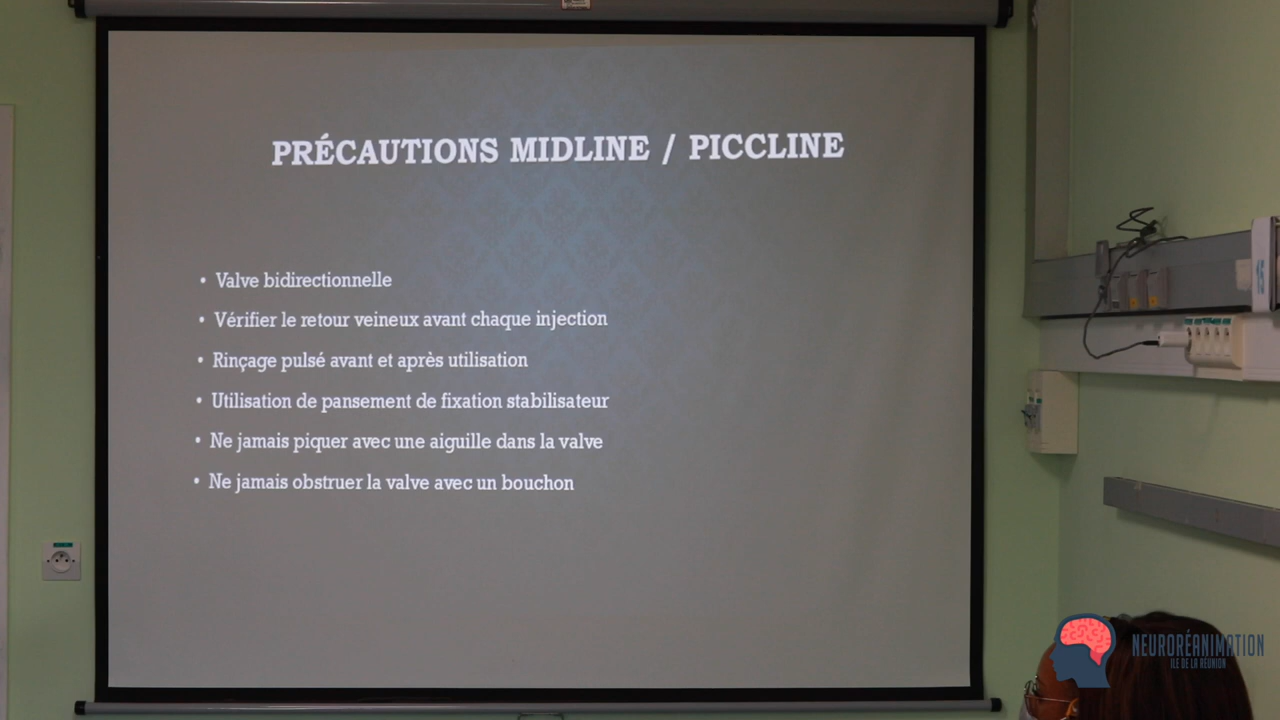 PRÉCAUTIONS MIDLINE / PICCLINE
• Valve bidirectionnelle
• Vérifier le retour veineux avant chaque injection
• Rinçage pulsé avant et après utilisation
• Utilisation de pansement de fixation stabilisateur
• Ne jamais piquer avec une aiguille dans la valve
• Ne jamais obstruer la valve avec un bouchon
15
NEURORÉANIMATION
ILE DE LA RÉUNION